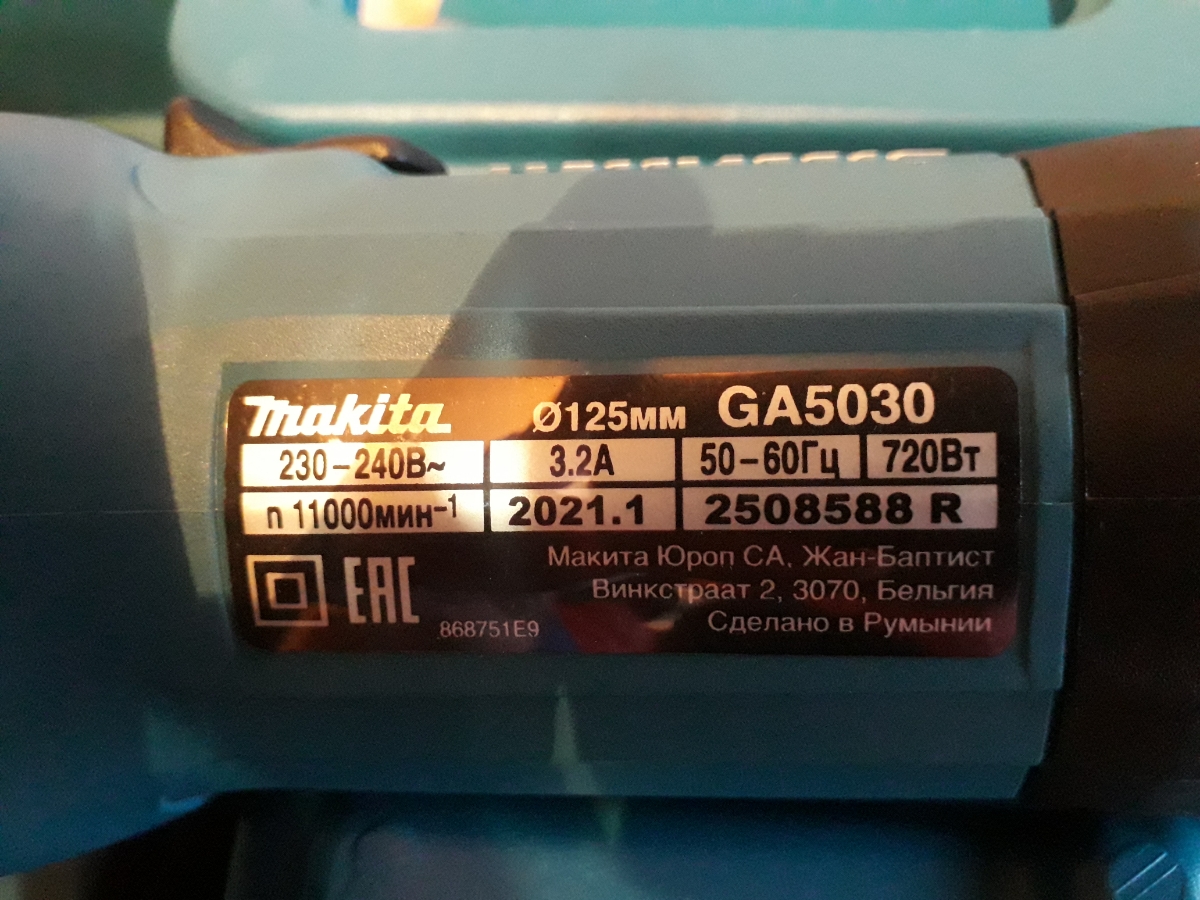 makita Ø125мм GA5030
230-240В~ 3.2А 50-60Гц 720Вт
n 11000мин-1 2021.1 2508588 R
Макита Юроп СА, Жан-Баптист
Винкстраат 2, 3070, Бельгия
EAC 868751E9 Сделано в Румынии